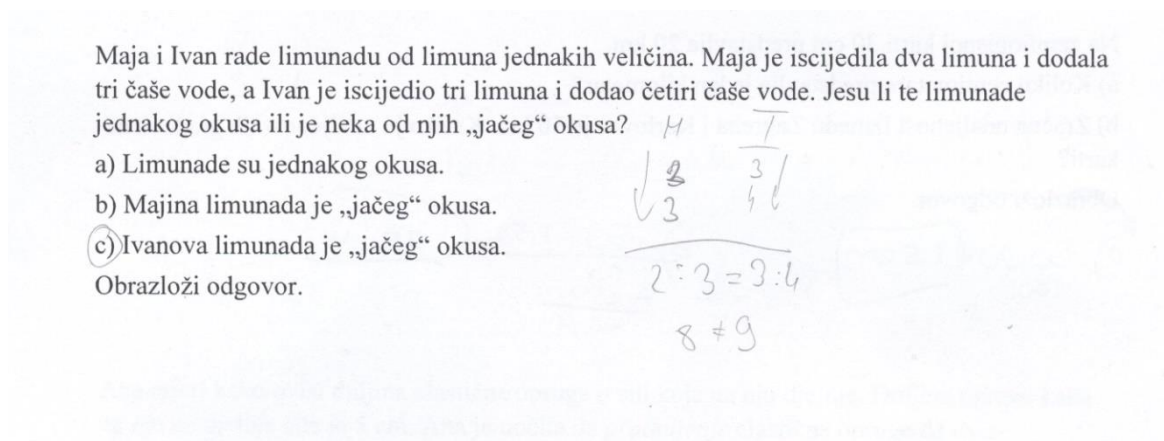 Maja i Ivan rade limunadu od limuna jednakih veličina. Maja je iscijedila dva limuna i dodala
tri čaše vode, a Ivan je iscijedio tri limuna i dodao četiri čaše vode. Jesu li te limunade
jednakog okusa ili je neka od njih „jačeg“ okusa? M I
a) Limunade su jednakog okusa.
2 3
b) Majina limunada je „jačeg“ okusa.
3 4
c) Ivanova limunada je „jačeg“ okusa.
2:3=3:4
Obrazloži odgovor.
8≠9